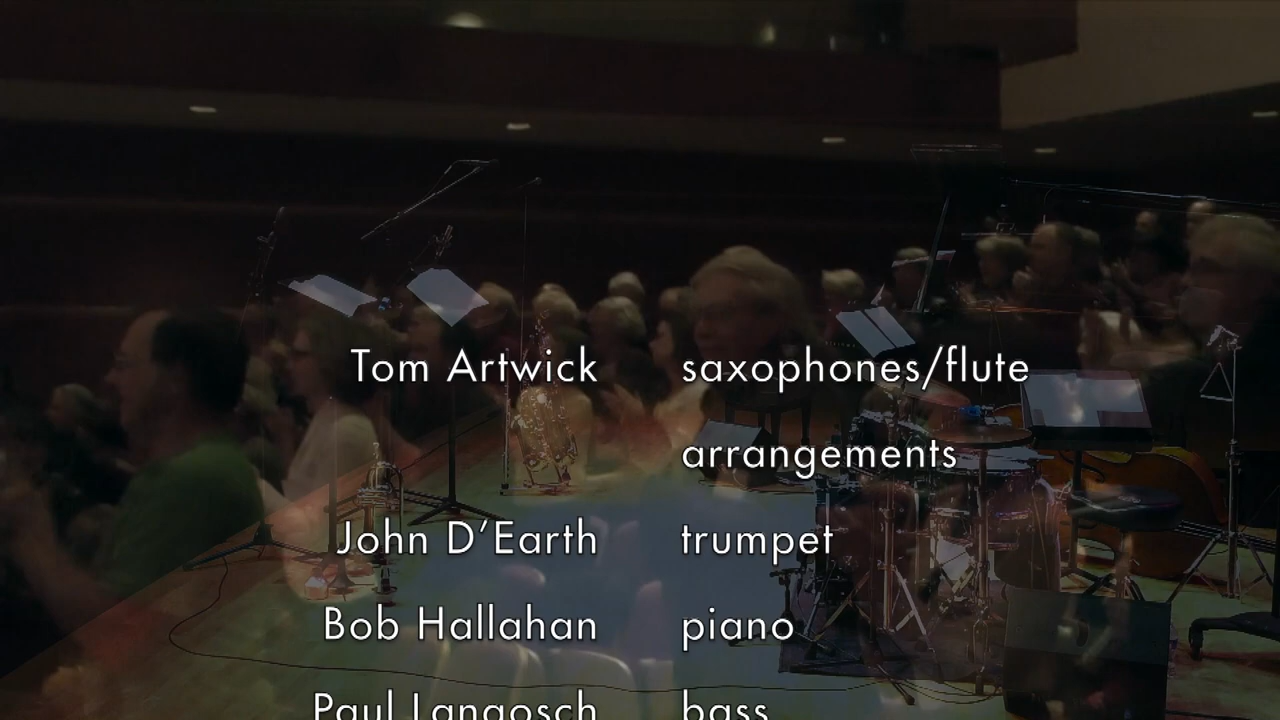 Tom Artwick saxophones/flute
arrangements
John D’Earth trumpet
Bob Hallahan piano
Paul Langosch bass